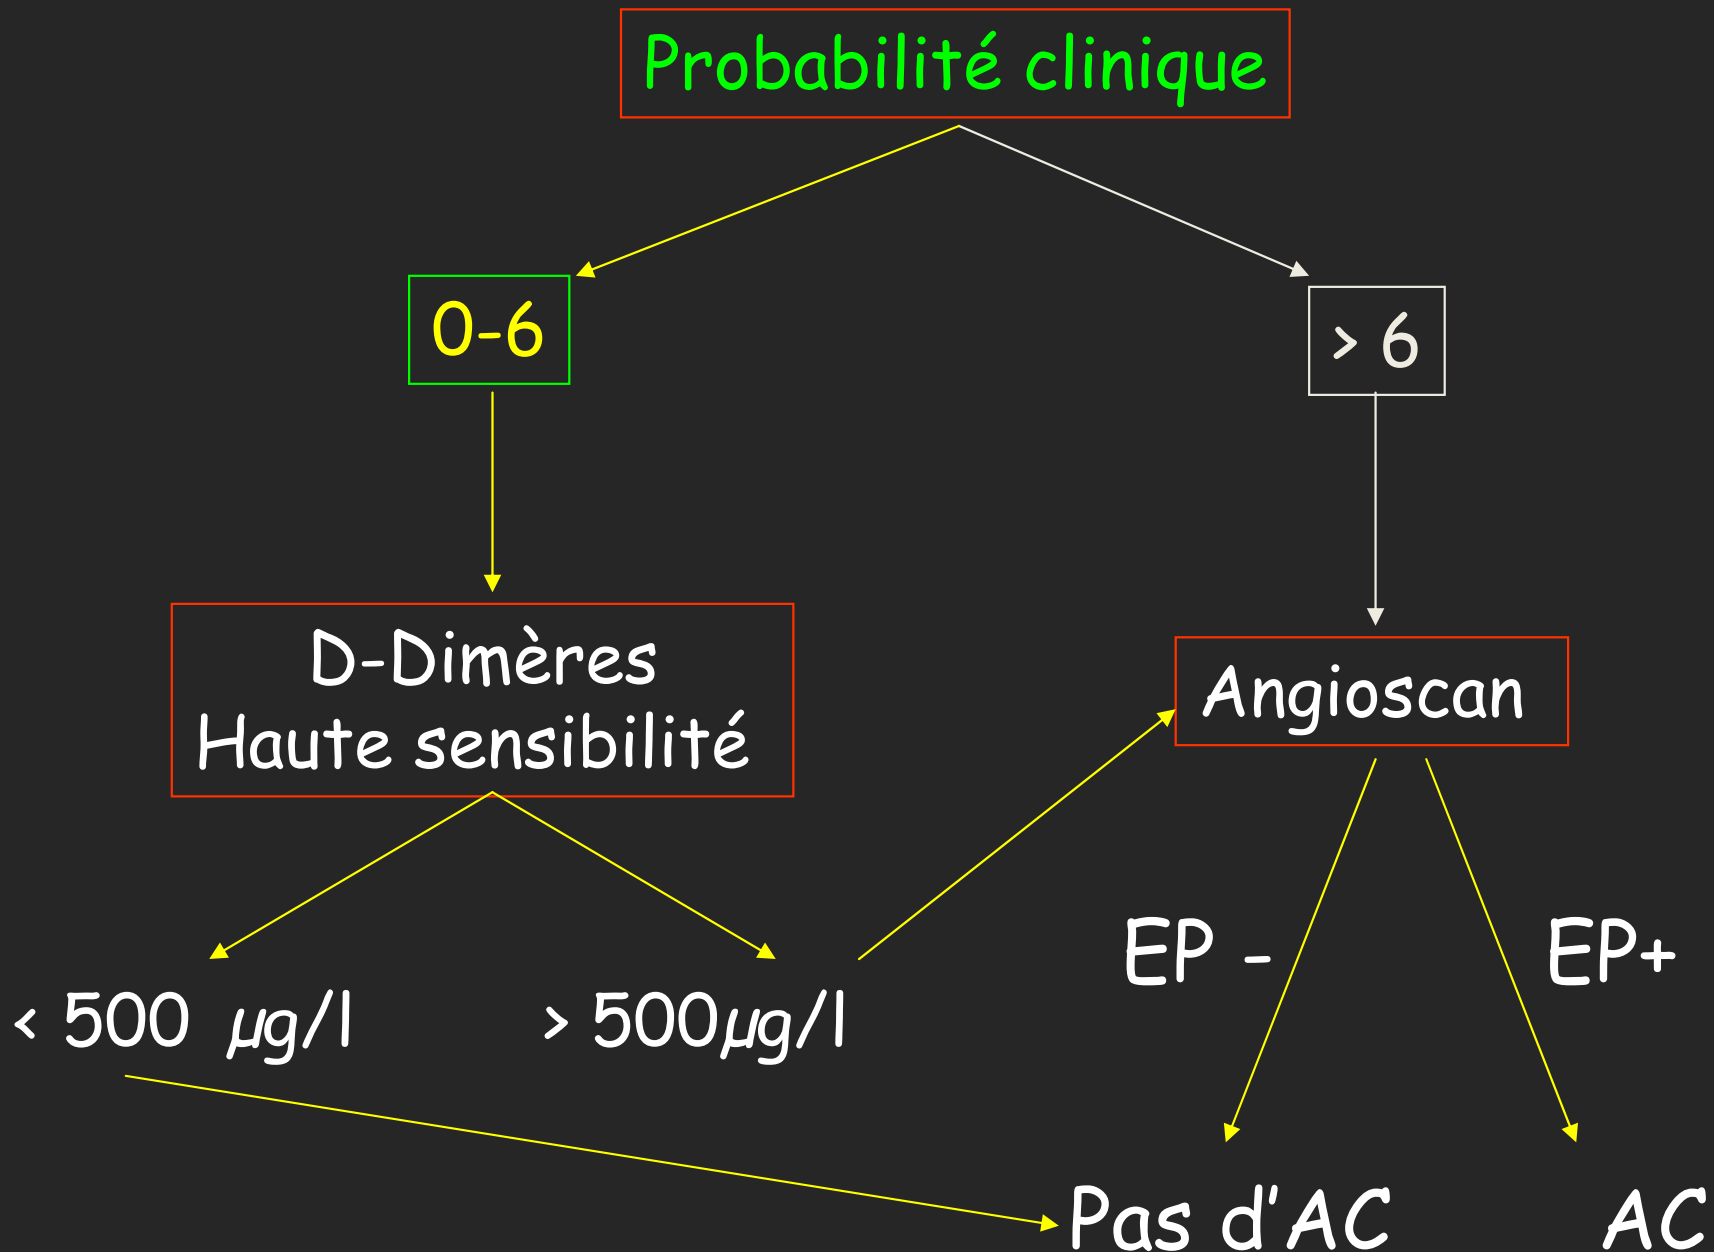 Probabilité clinique
0-6
> 6
D-Dimères
Haute sensibilité
Angioscan
EP -
EP+
< 500 µg/l
> 500µg/l
Pas d'AC
AC